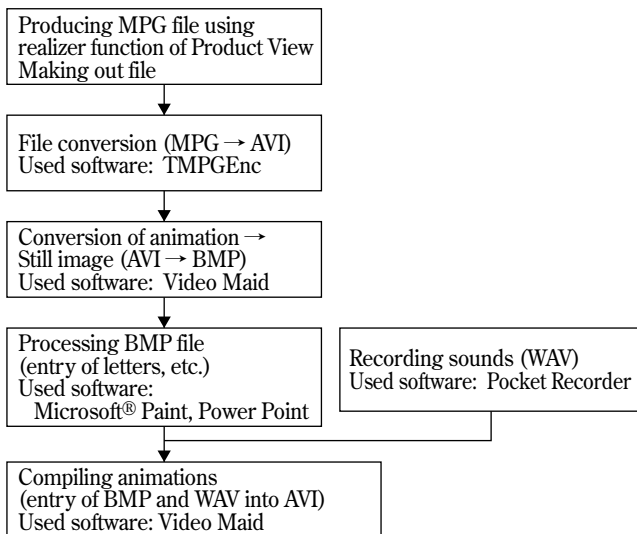 Producing MPG file using
realizer function of Product View
Making out file
File conversion (MPG → AVI)
Used software: TMPGEnc
Conversion of animation →
Still image (AVI → BMP)
Used software: Video Maid
Processing BMP file
(entry of letters, etc.)
Used software:
Microsoft® Paint, Power Point
Recording sounds (WAV)
Used software: Pocket Recorder
Compiling animations
(entry of BMP and WAV into AVI)
Used software: Video Maid